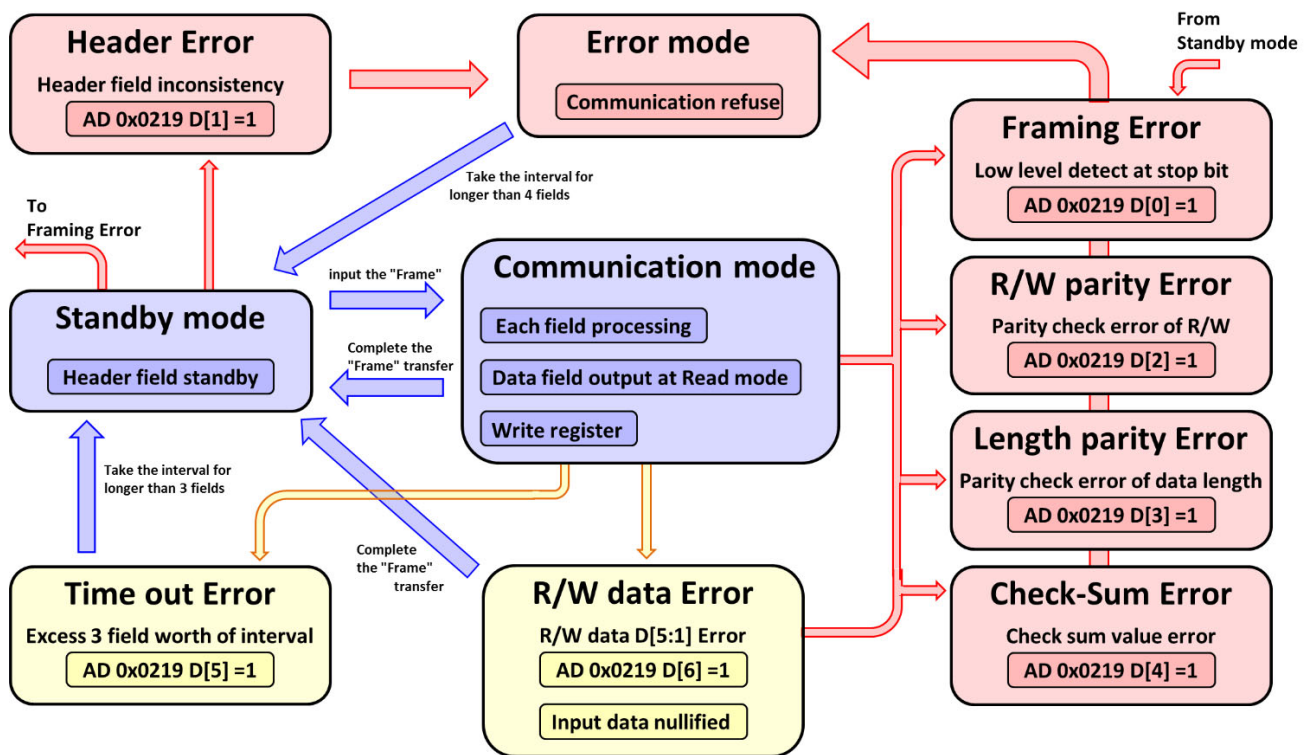 Header Error
Header field inconsistency
AD 0x0219 D[1] =1
Error mode
Communication refuse
From
Standby mode
Framing Error
Low level detect at stop bit
AD 0x0219 D[0] =1
Take the interval for
longer than 4 fields
To
Framing Error
Standby mode
Header field standby
input the "Frame"
Complete the
"Frame" transfer
Communication mode
Each field processing
Data field output at Read mode
Write register
R/W parity Error
Parity check error of R/W
AD 0x0219 D[2] =1
Length parity Error
Parity check error of data length
AD 0x0219 D[3] =1
Take the interval for
longer than 3 fields
Complete
the "Frame"
transfer
Time out Error
Excess 3 field worth of interval
AD 0x0219 D[5] =1
R/W data Error
R/W data D[5:1] Error
AD 0x0219 D[6] =1
Input data nullified
Check-Sum Error
Check sum value error
AD 0x0219 D[4] =1